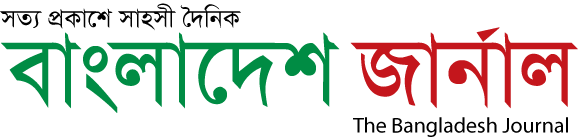 সত্য প্রকাশে সাহসী দৈনিক
বাংলাদেশ জার্নাল
The Bangladesh Journal